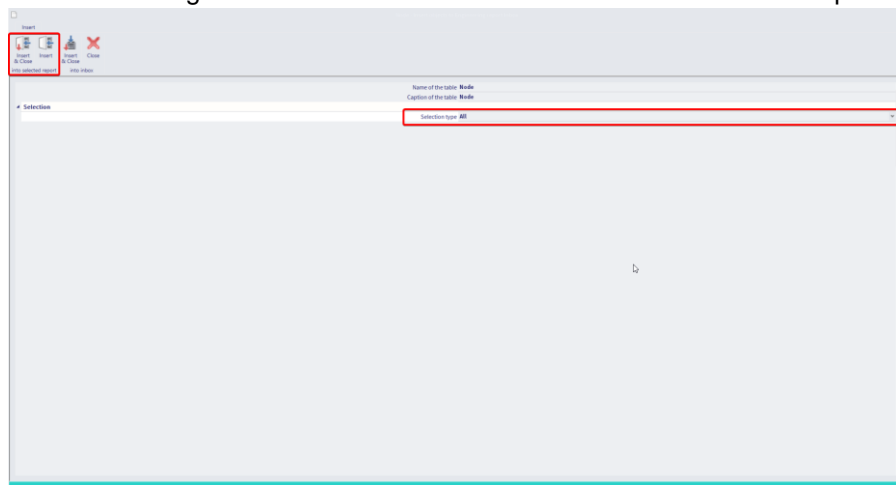 Insert
Insert & Close
Insert
Insert & Close
Close
Into selected report
Into inbox
Name of the table Node
Caption of the table Node
Selection
Selection type All